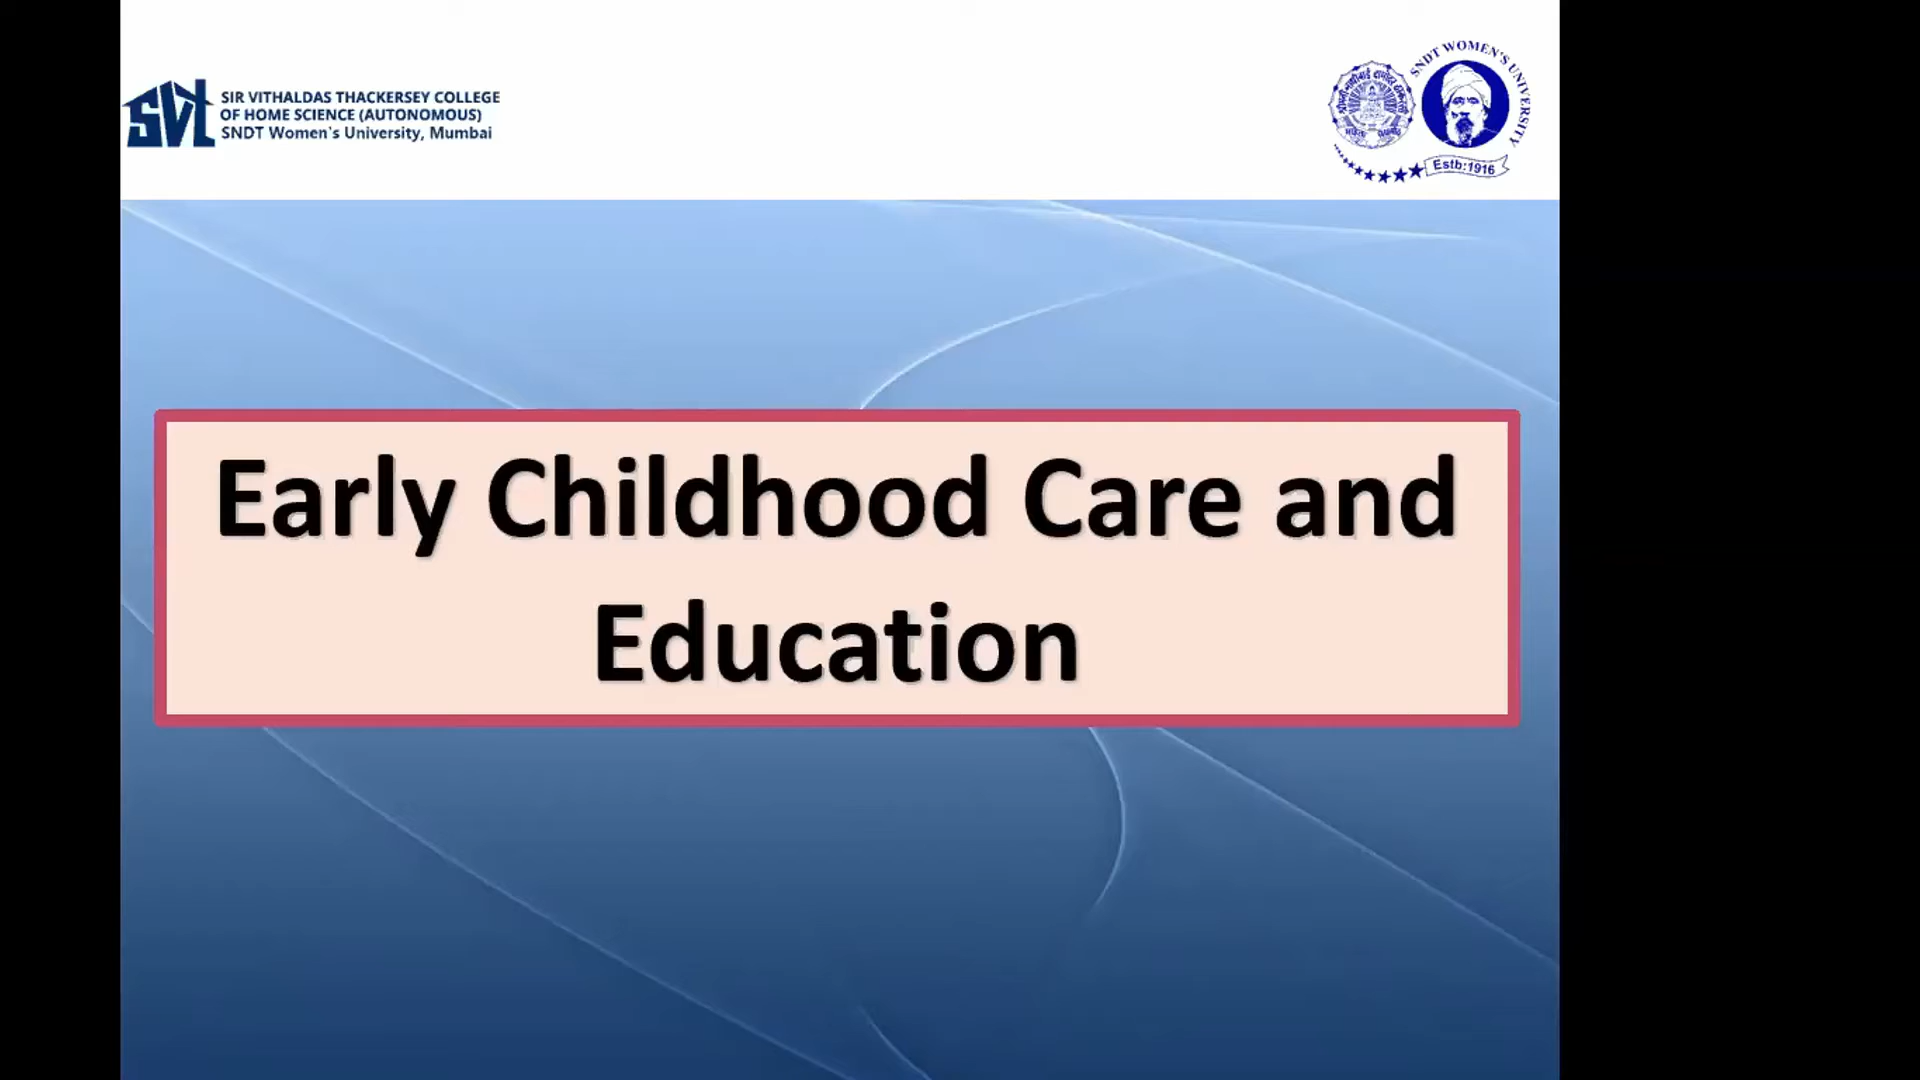 SVT SIR VITHALDAS THACKERSEY COLLEGE
OF HOME SCIENCE (AUTONOMOUS)
SNDT Women's University, Mumbai
SNDT WOMEN'S UNIVERSITY
Estb:1916
Early Childhood Care and
Education